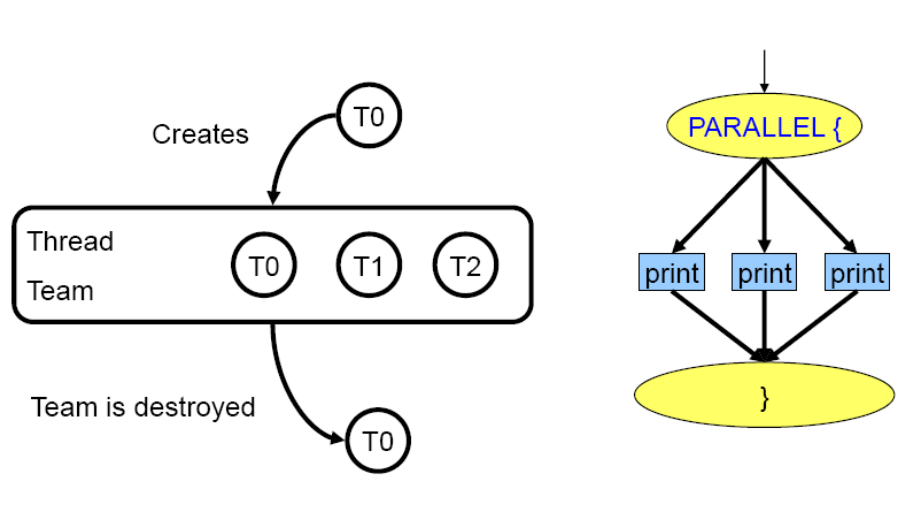 T0
Creates
Thread
Team
T0 T1 T2
Team is destroyed
T0
PARALLEL {
print print print
}